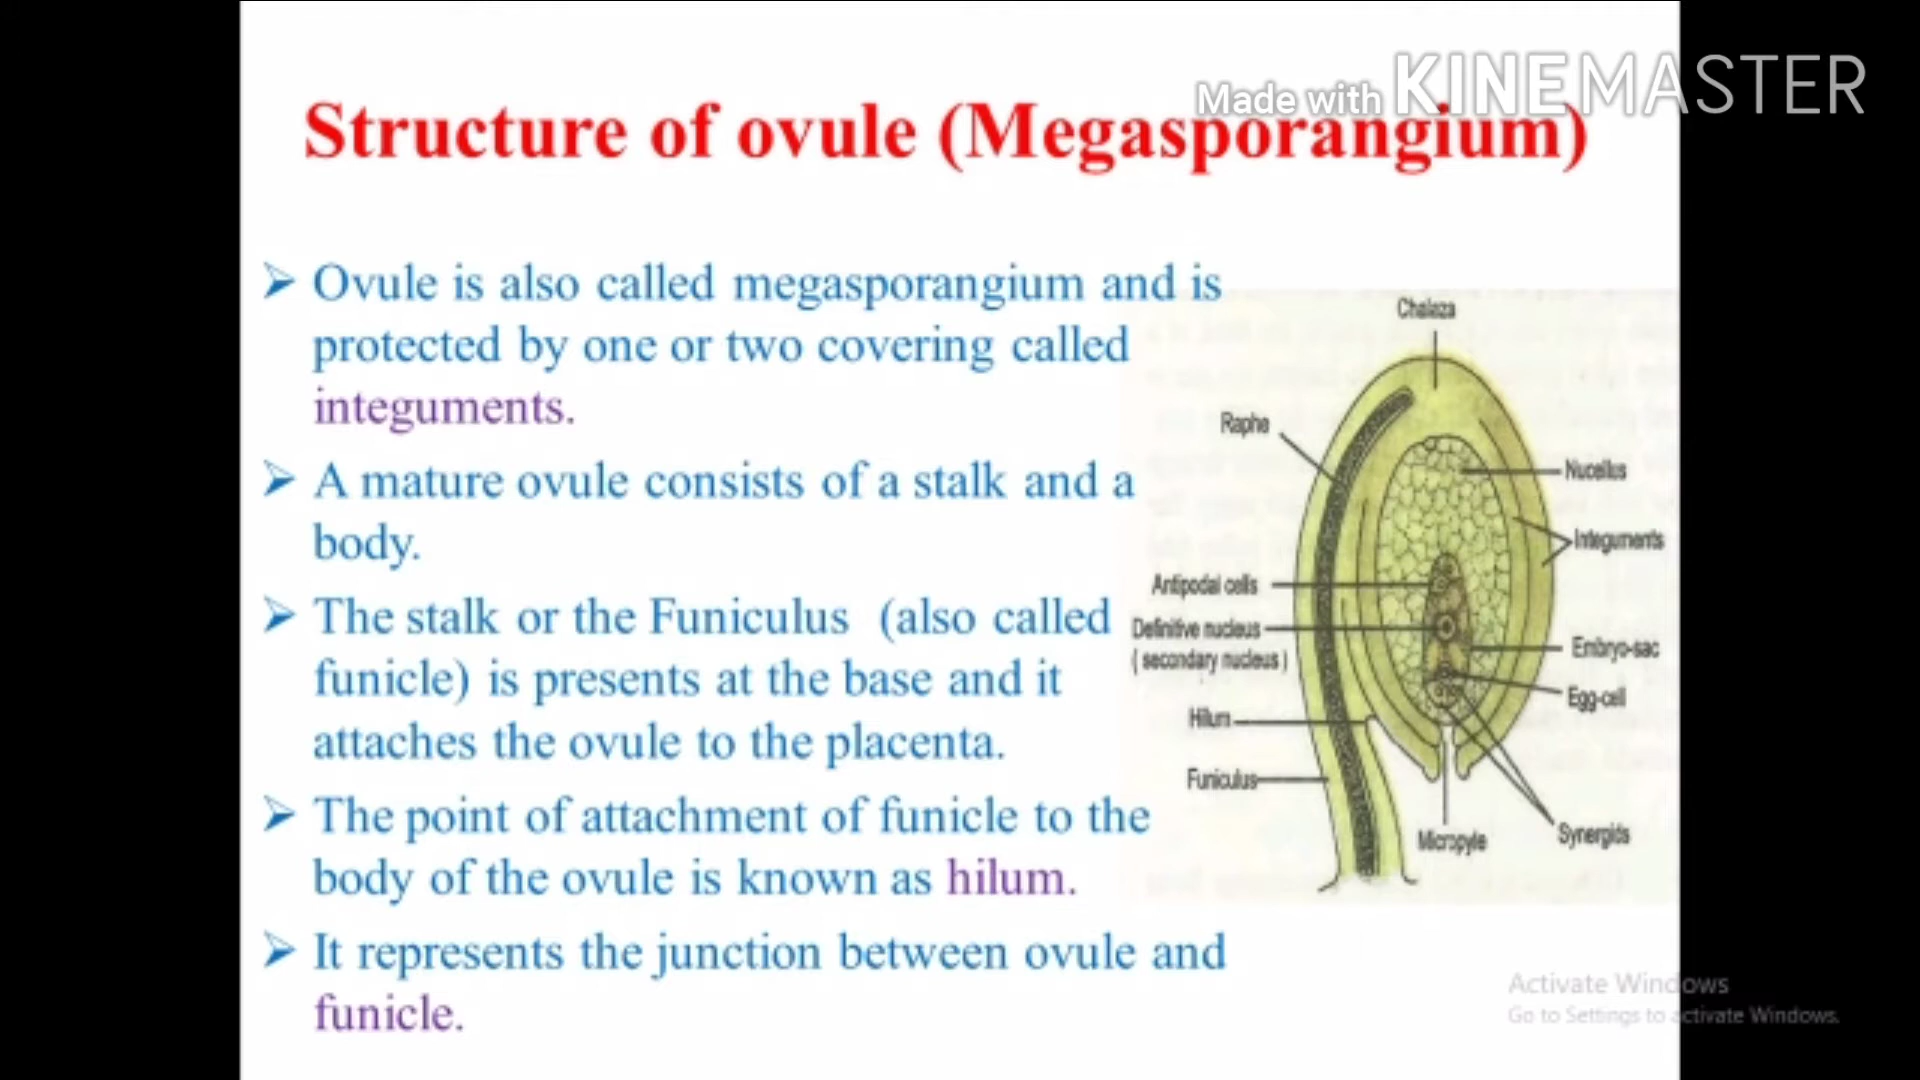 Made with KINEMASTER
Structure of ovule (Megasporangium)
➢ Ovule is also called megasporangium and is
protected by one or two covering called
integuments.
➢ A mature ovule consists of a stalk and a
body.
➢ The stalk or the Funiculus (also called
funicle) is presents at the base and it
attaches the ovule to the placenta.
➢ The point of attachment of funicle to the
body of the ovule is known as hilum.
➢ It represents the junction between ovule and
funicle.
Chalaza
Raphe
Nucellus
Integuments
Antipodal cells
Definitive nucleus
( secondary nucleus )
Embryo-sac
Egg-cell
Hilum
Funiculus
Micropyle
Synergids
Activate Windows
Go to Settings to activate Windows.